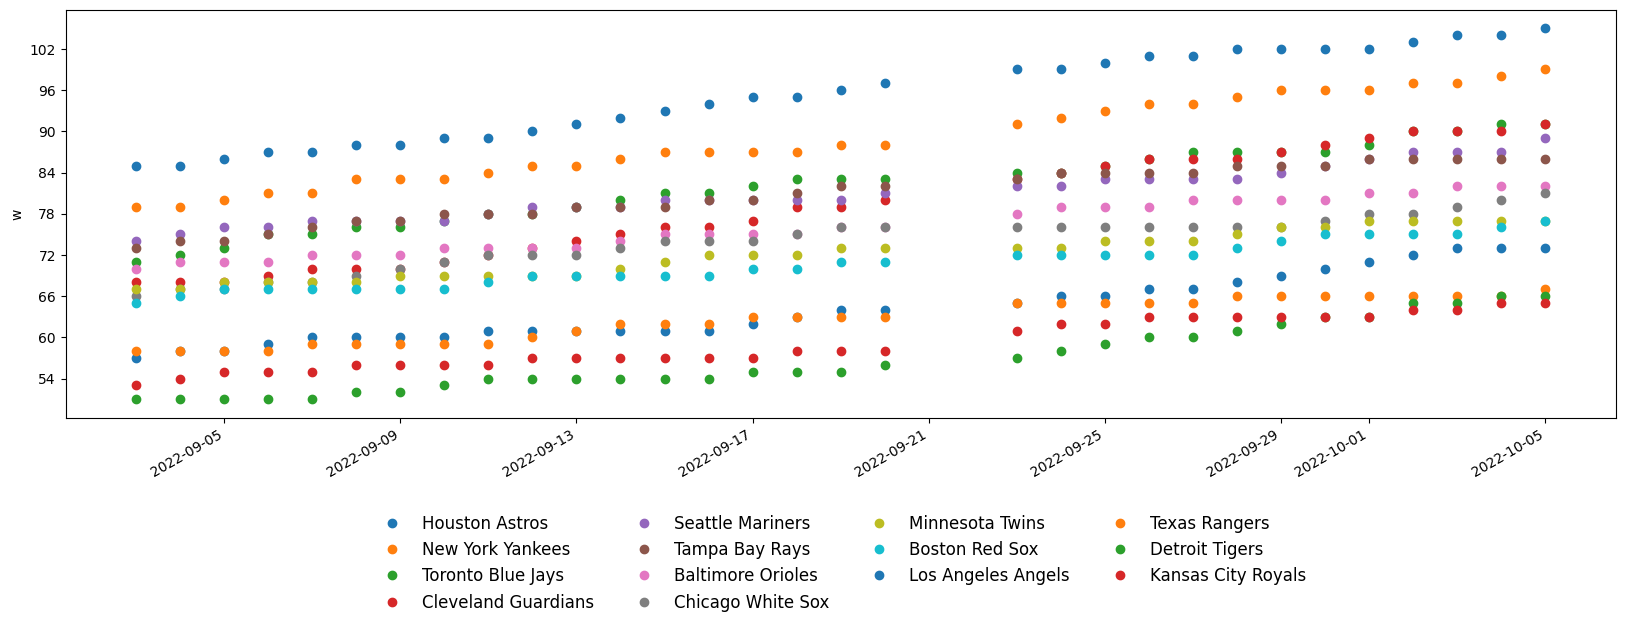 102
96
90
84
78
72
66
60
54
w
2022-09-05
2022-09-09
2022-09-13
2022-09-17
2022-09-21
2022-09-25
2022-09-29
2022-10-01
2022-10-05
Houston Astros
New York Yankees
Toronto Blue Jays
Cleveland Guardians
Seattle Mariners
Tampa Bay Rays
Baltimore Orioles
Chicago White Sox
Minnesota Twins
Boston Red Sox
Los Angeles Angels
Texas Rangers
Detroit Tigers
Kansas City Royals